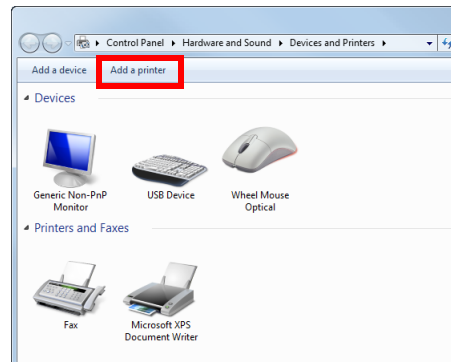 Control Panel Hardware and Sound Devices and Printers
Add a device Add a printer
Devices
Generic Non-PnP
Monitor
USB Device
Wheel Mouse
Optical
Printers and Faxes
Fax
Microsoft XPS
Document Writer